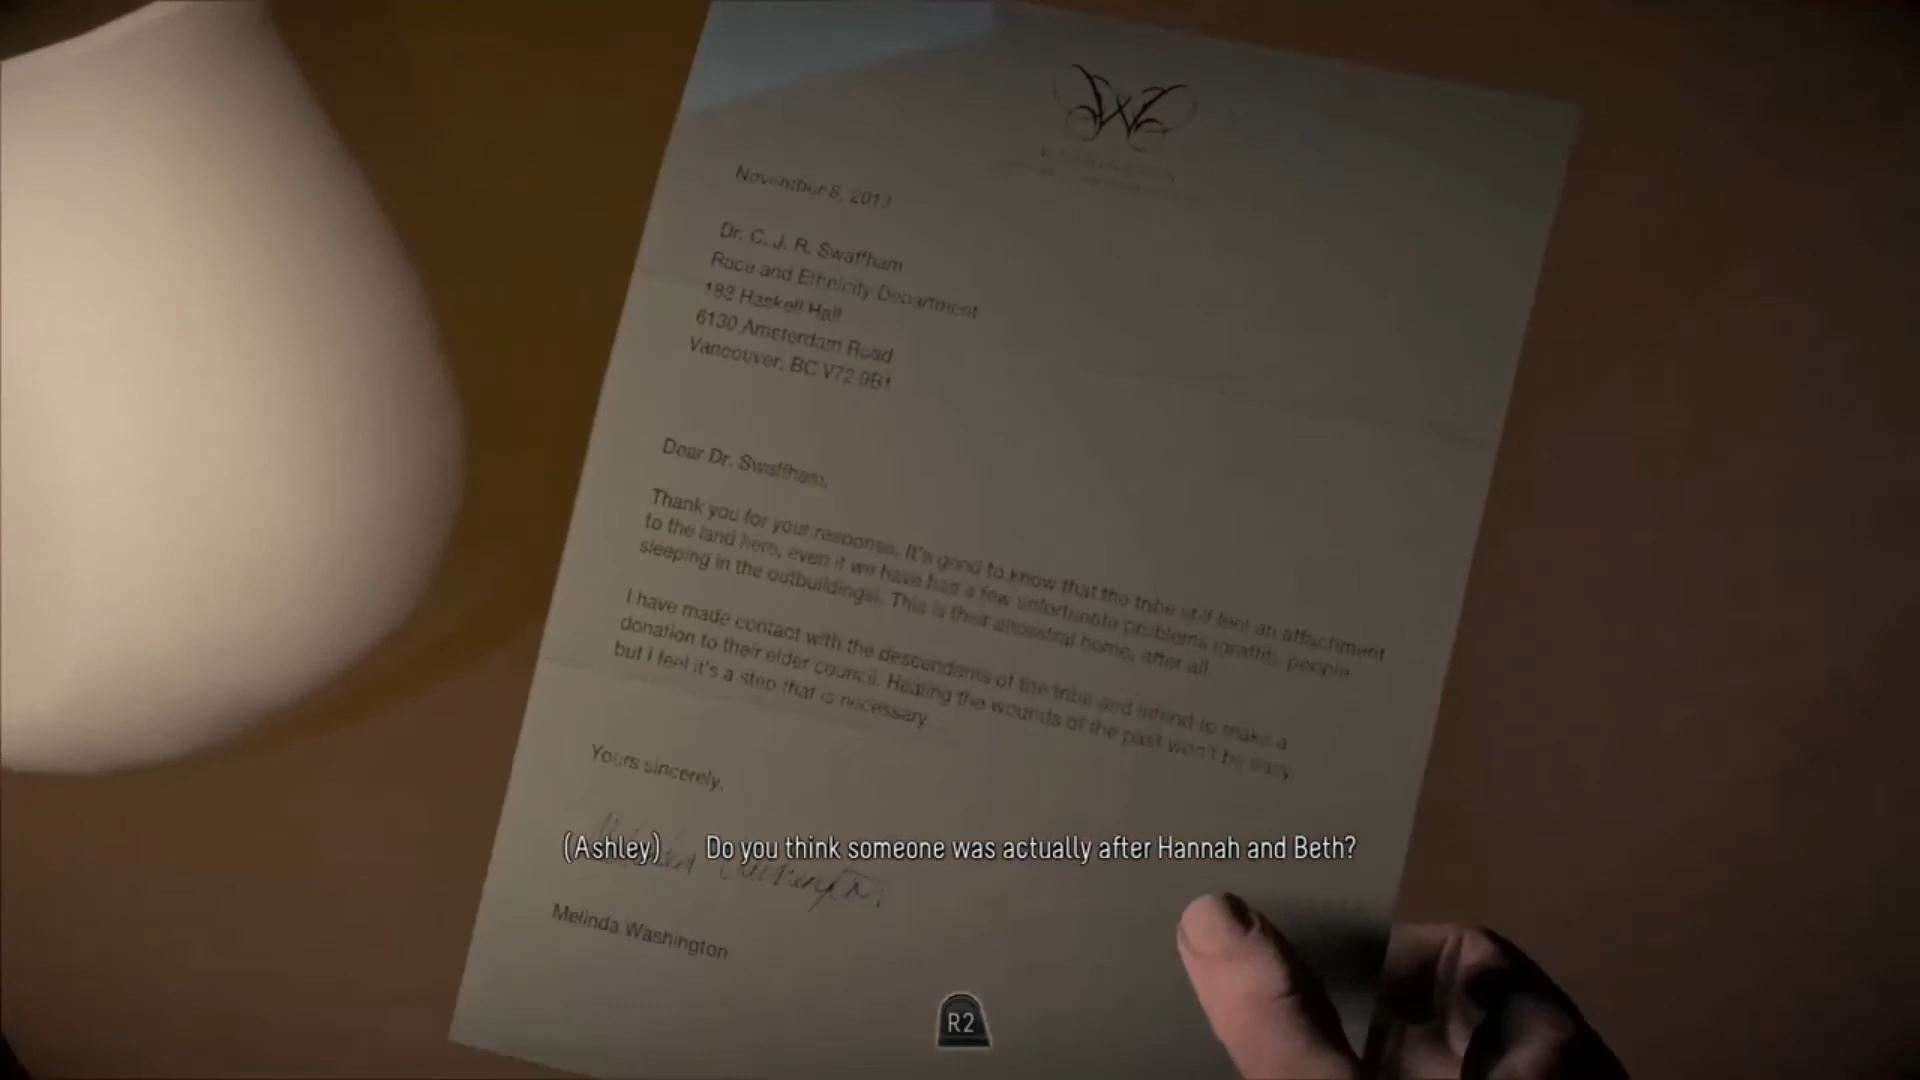 W
November 8, 2013
Dr. C. J. R. Swaffham
Race and Ethnicity Department
183 Haskell Hall
6130 Amsterdam Road
Vancouver, BC V72 9B1
Dear Dr. Swaffham,
Thank you for your response. It's good to know that the tribe still feel an attachment
to the land here, even if we have had a few unfortunate problems (graffiti, people
sleeping in the outbuildings). This is their ancestral home, after all.
I have made contact with the descendants of the tribe and intend to make a
donation to their elder council. Healing the wounds of the past won't be easy,
but I feel it's a step that is necessary.
Yours sincerely,
(Ashley) Do you think someone was actually after Hannah and Beth?
Melinda Washington
R2